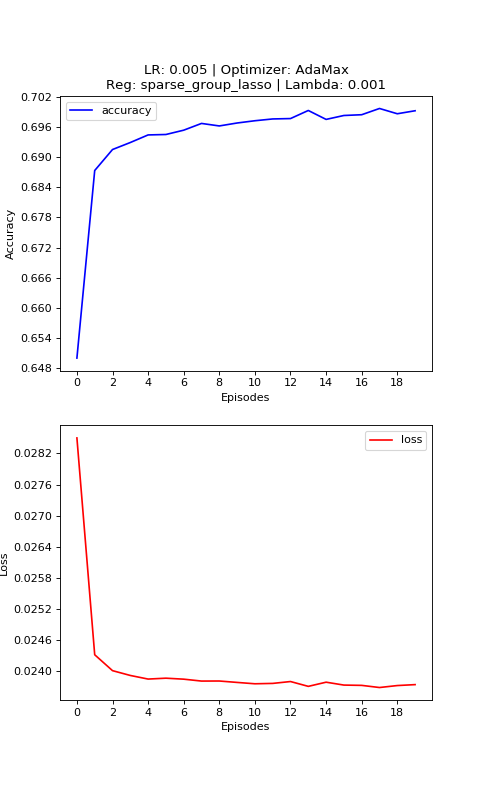 LR: 0.005 | Optimizer: AdaMax
Reg: sparse_group_lasso | Lambda: 0.001
accuracy
0.702
0.696
0.690
0.684
0.678
0.672
0.666
0.660
0.654
0.648
Accuracy
0 2 4 6 8 10 12 14 16 18
Episodes
loss
0.0282
0.0276
0.0270
0.0264
0.0258
0.0252
0.0246
0.0240
Loss
0 2 4 6 8 10 12 14 16 18
Episodes